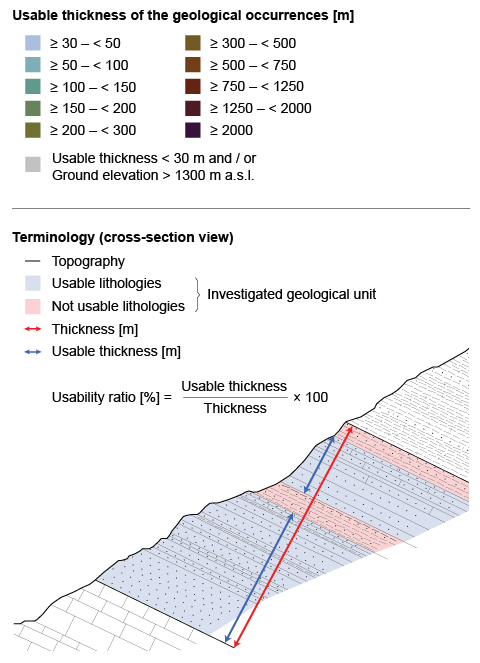 Usable thickness of the geological occurrences [m]
≥ 30 – < 50
≥ 50 – < 100
≥ 100 – < 150
≥ 150 – < 200
≥ 200 – < 300
≥ 300 – < 500
≥ 500 – < 750
≥ 750 – < 1250
≥ 1250 – < 2000
≥ 2000
Usable thickness < 30 m and / or
Ground elevation > 1300 m a.s.l.
Terminology (cross-section view)
Topography
Usable lithologies
Not usable lithologies
Investigated geological unit
Thickness [m]
Usable thickness [m]
Usability ratio [%] = Usable thickness / Thickness × 100